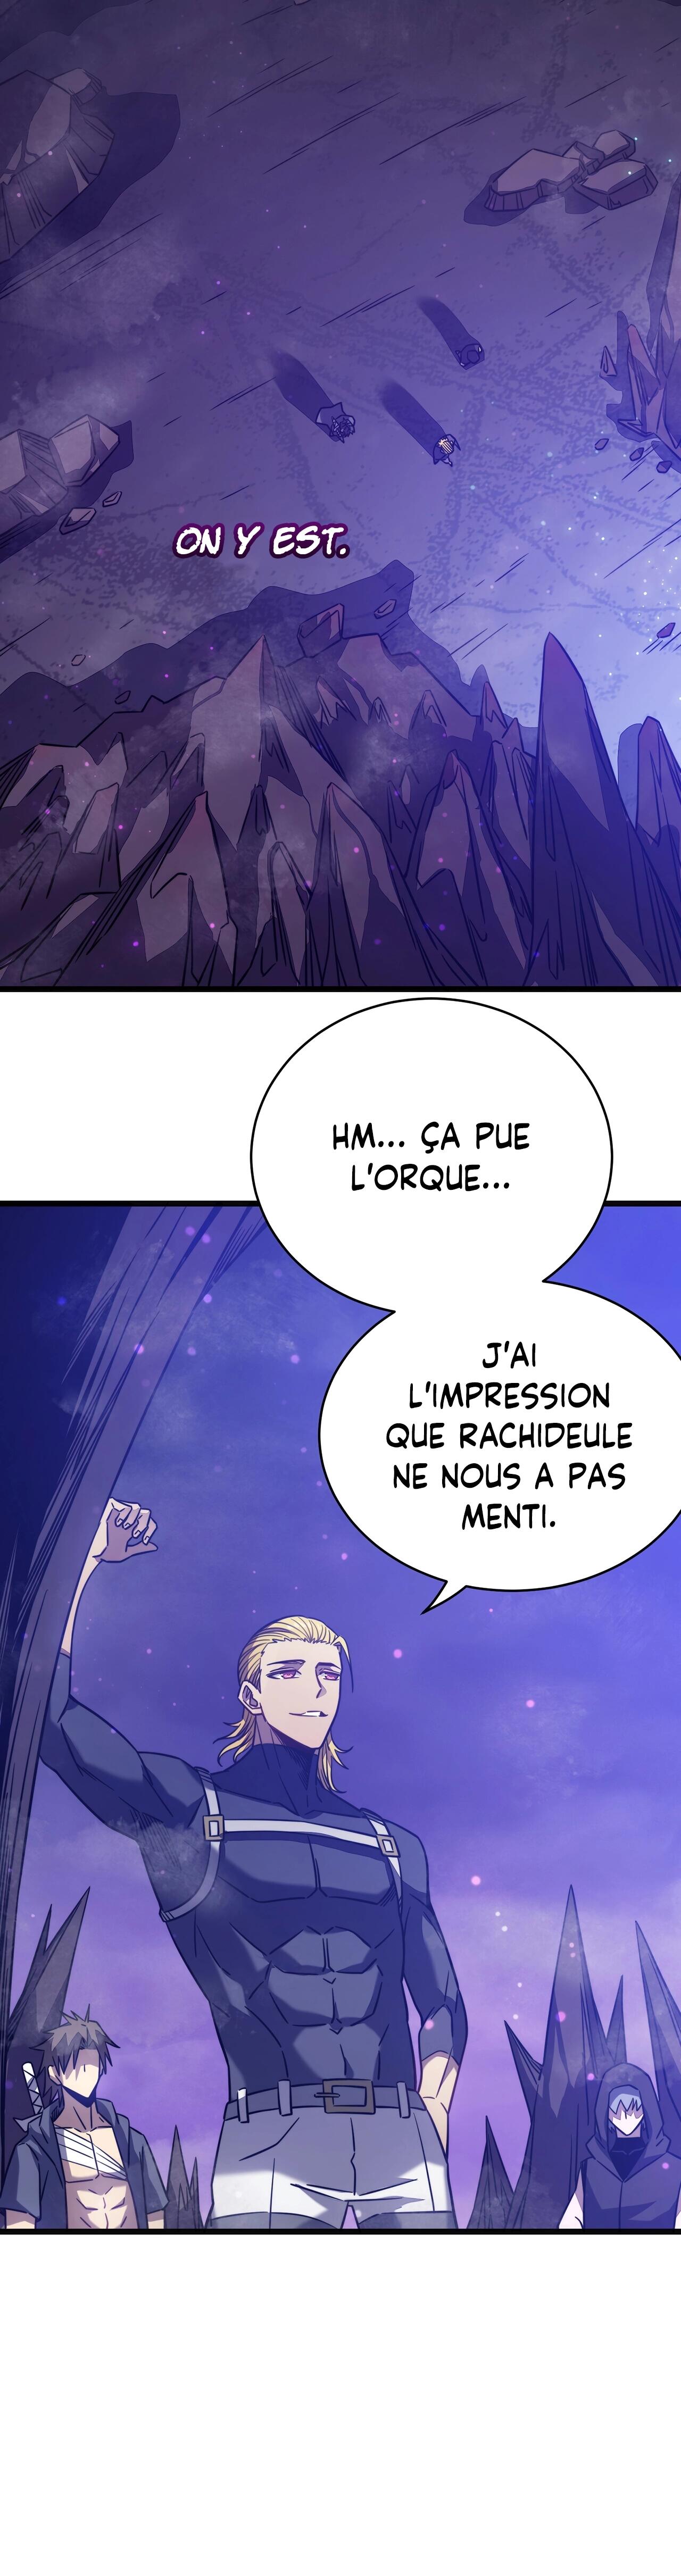 ON Y EST.
HM... ÇA PUE
L'ORQUE...
J'AI
L'IMPRESSION
QUE RACHIDEULE
NE NOUS A PAS
MENTI.